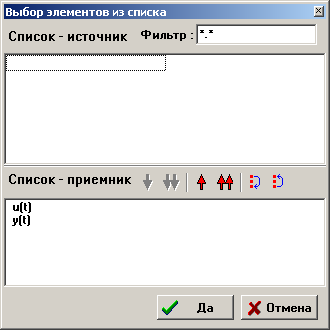 Выбор элементов из списка
Список - источник Фильтр : *.*
Список - приемник
u(t)
y(t)
Да Отмена